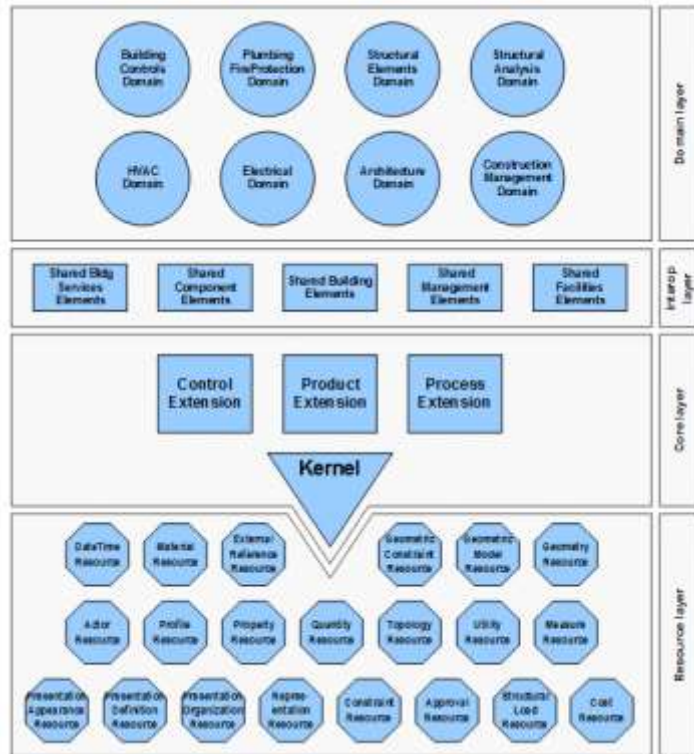 Building
Controls
Domain
Plumbing
FireProtection
Domain
Structural
Elements
Domain
Structural
Analysis
Domain
HVAC
Domain
Electrical
Domain
Architecture
Domain
Construction
Management
Domain
Domain layer
Shared Bldg
Services
Elements
Shared
Component
Elements
Shared Building
Elements
Shared
Management
Elements
Shared
Facilities
Elements
Interop
layer
Control
Extension
Product
Extension
Process
Extension
Kernel
Core layer
DateTime
Resource
Material
Resource
External
Reference
Resource
Geometric
Constraint
Resource
Geometric
Model
Resource
Geometry
Resource
Actor
Resource
Profile
Resource
Property
Resource
Quantity
Resource
Topology
Resource
Utility
Resource
Measure
Resource
Presentation
Appearance
Resource
Presentation
Definition
Resource
Presentation
Organization
Resource
Repre-
sentation
Resource
Constraint
Resource
Approval
Resource
Structural
Load
Resource
Cost
Resource
Resource layer